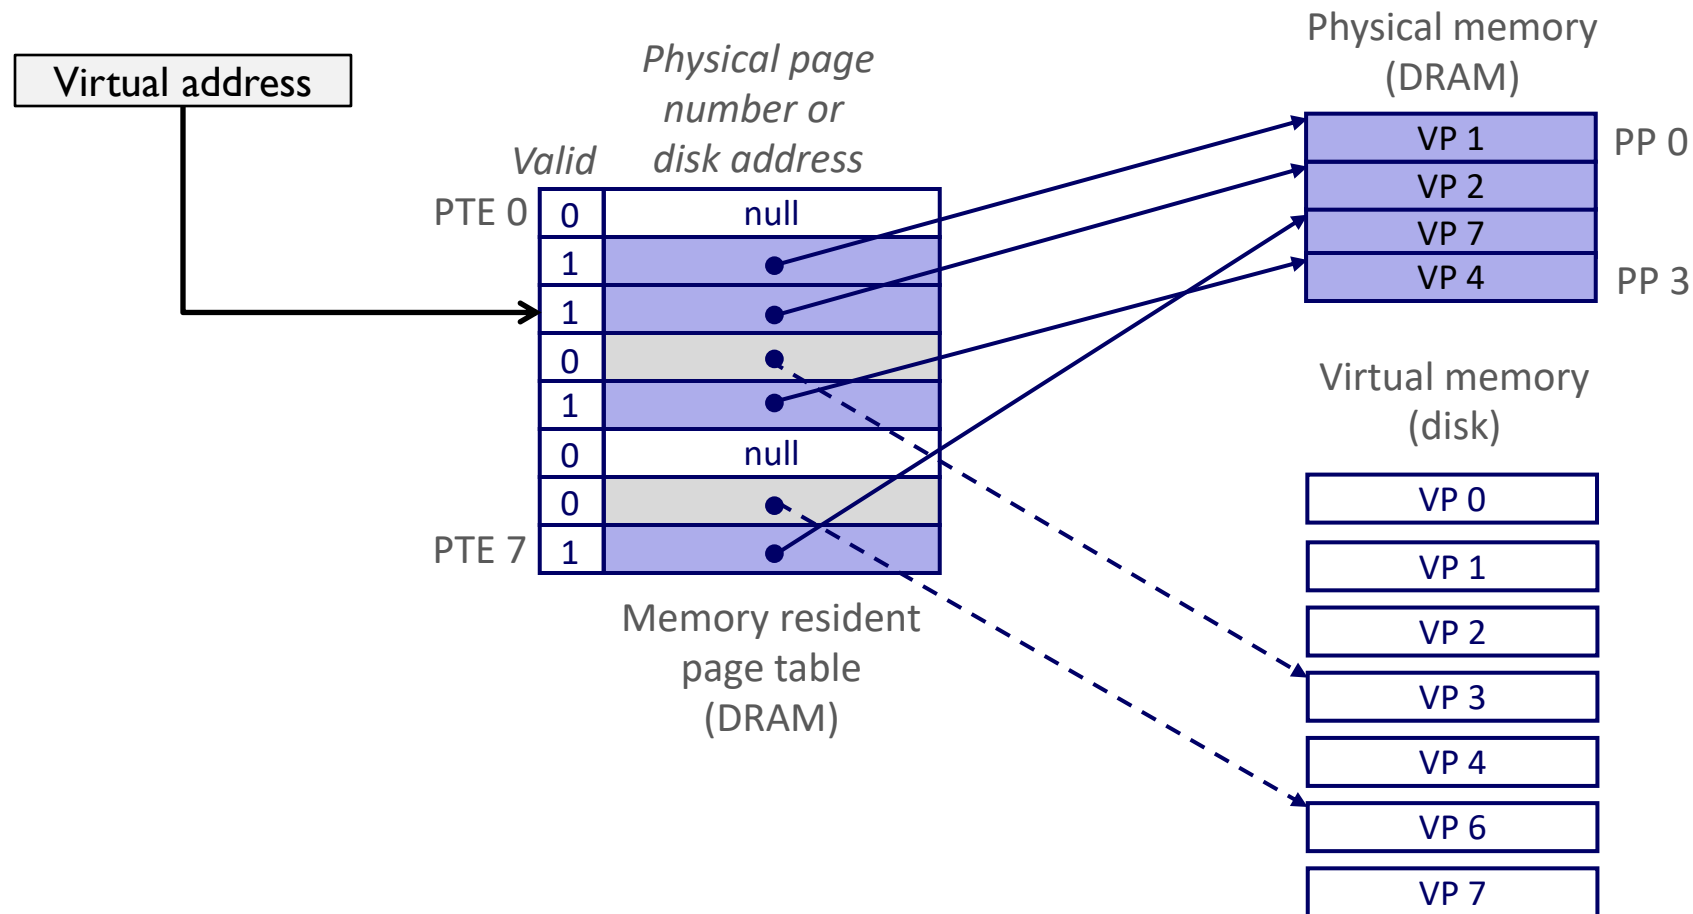 Virtual address
Physical page
number or
disk address
Valid
PTE 0
0
null
1
1
0
1
0
null
0
PTE 7
1
Memory resident
page table
(DRAM)
Physical memory
(DRAM)
VP 1
PP 0
VP 2
VP 7
VP 4
PP 3
Virtual memory
(disk)
VP 0
VP 1
VP 2
VP 3
VP 4
VP 6
VP 7